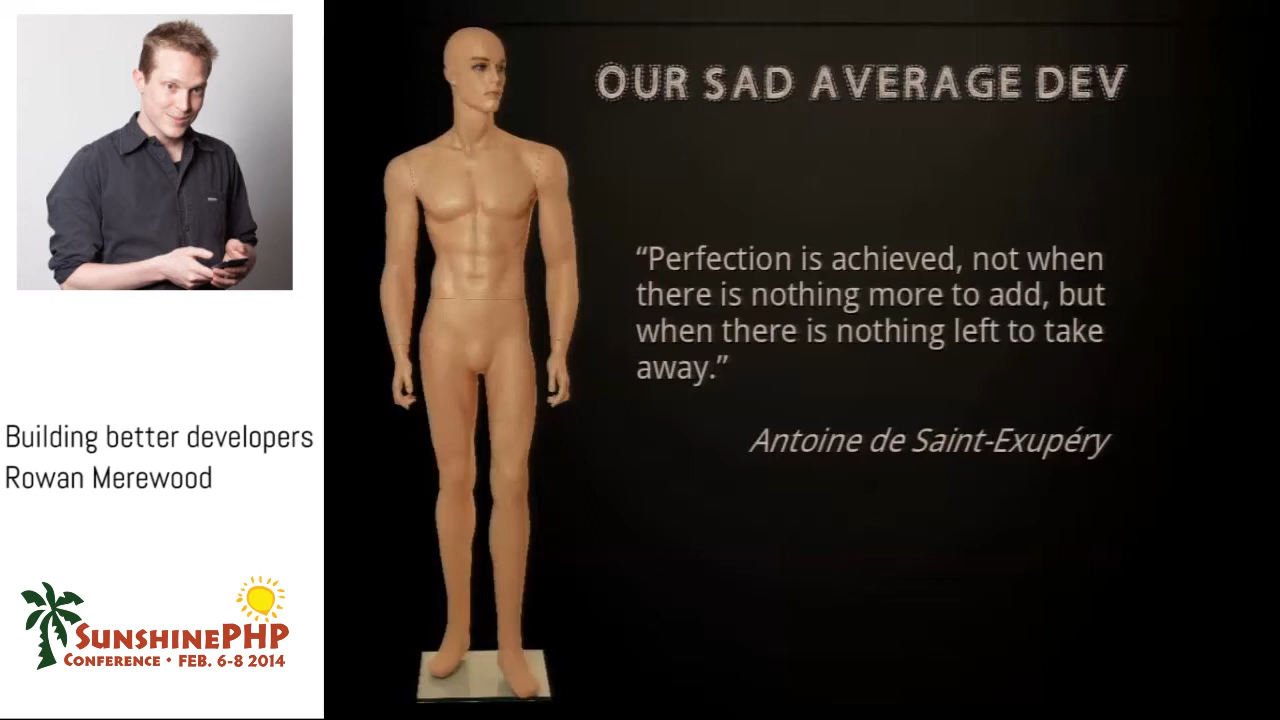 OUR SAD AVERAGE DEV
“Perfection is achieved, not when
there is nothing more to add, but
when there is nothing left to take
away.”
Antoine de Saint-Exupéry
Building better developers
Rowan Merewood
SUNSHINEPHP
CONFERENCE • FEB. 6-8 2014